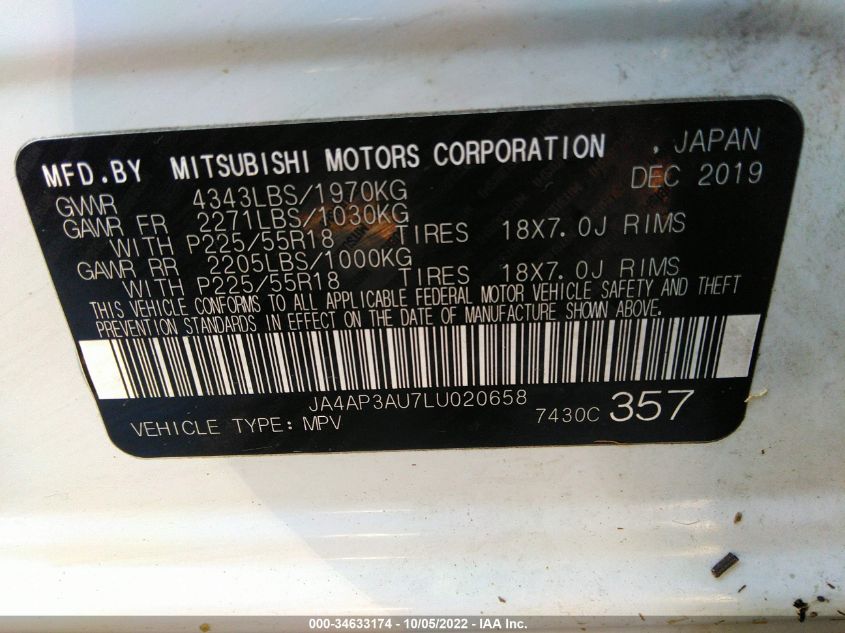 MFD.BY MITSUBISHI MOTORS CORPORATION , JAPAN
GVWR 4343LBS/1970KG DEC 2019
GAWR FR 2271LBS/1030KG
WITH P225/55R18 TIRES 18X7.0J RIMS
GAWR RR 2205LBS/1000KG
WITH P225/55R18 TIRES 18X7.0J RIMS
THIS VEHICLE CONFORMS TO ALL APPLICABLE FEDERAL MOTOR VEHICLE SAFETY AND THEFT
PREVENTION STANDARDS IN EFFECT ON THE DATE OF MANUFACTURE SHOWN ABOVE.
JA4AP3AU7LU020658
VEHICLE TYPE: MPV 7430C 357
000-34633174 - 10/05/2022 - IAA Inc.